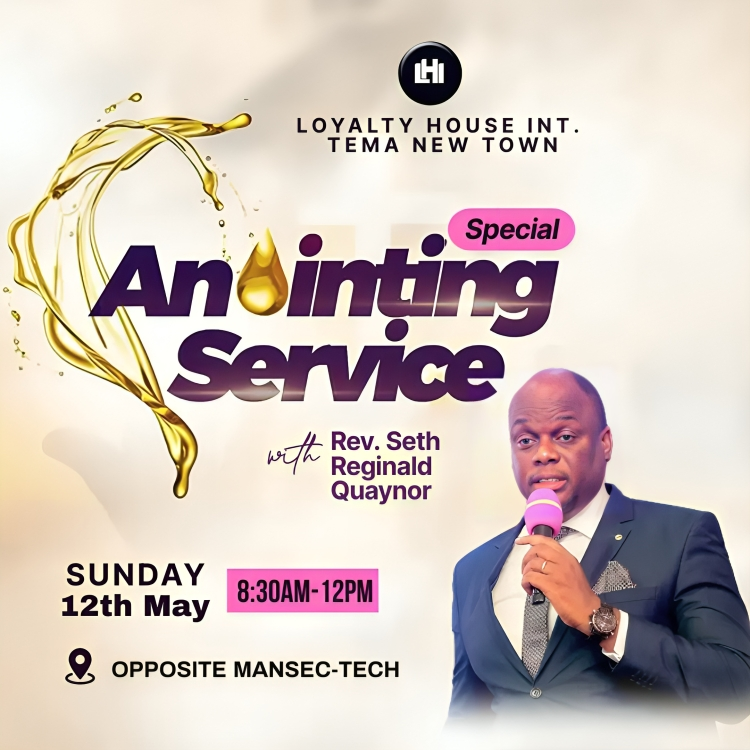 LHI
LOYALTY HOUSE INT.
TEMA NEW TOWN
Special
Anointing
Service
with Rev. Seth
Reginald
Quaynor
SUNDAY
12th May
8:30AM-12PM
OPPOSITE MANSEC-TECH